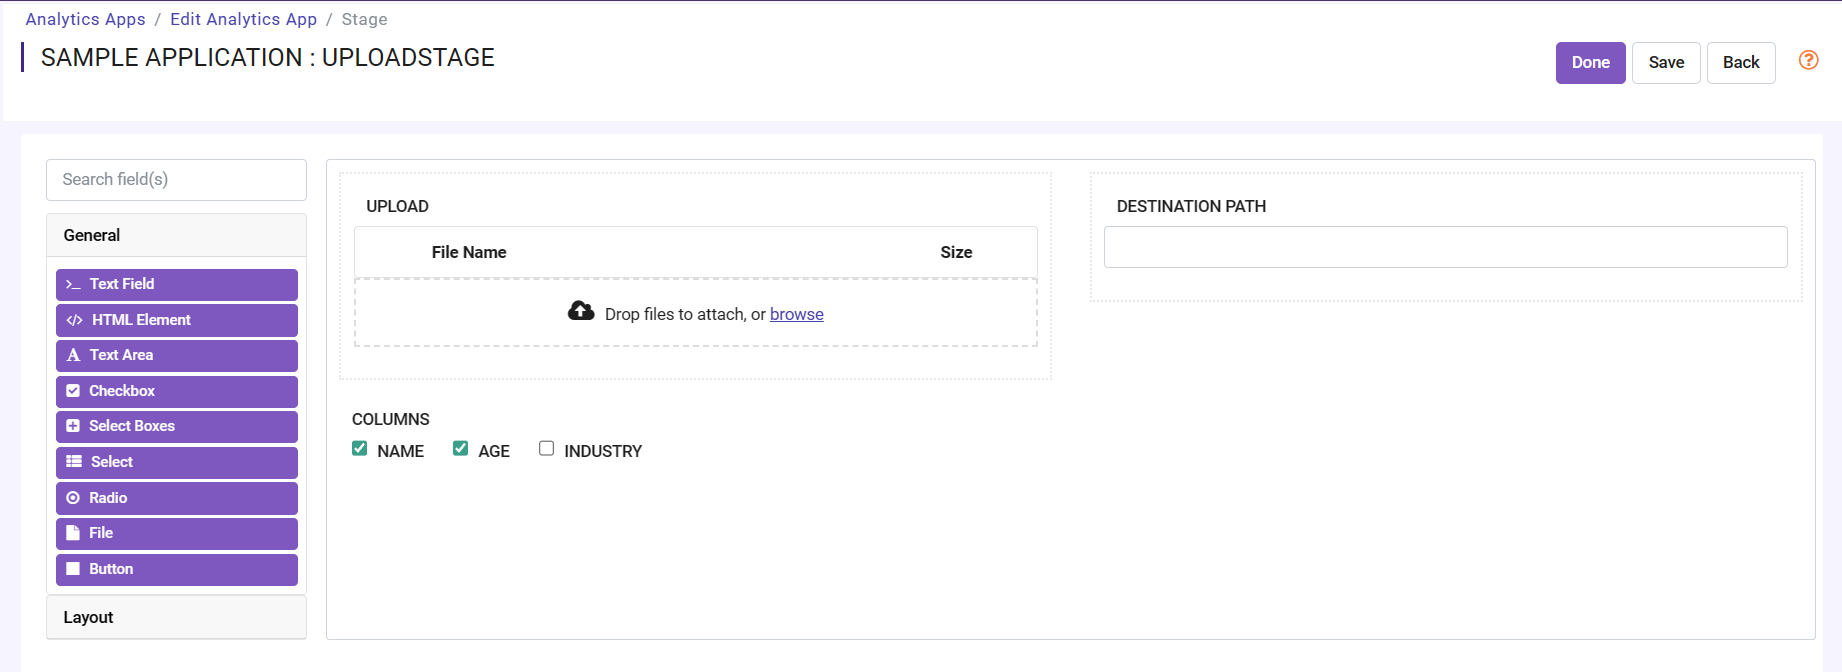 Analytics Apps / Edit Analytics App / Stage
SAMPLE APPLICATION : UPLOADSTAGE
Done
Save
Back
Search field(s)
General
Text Field
HTML Element
Text Area
Checkbox
Select Boxes
Select
Radio
File
Button
Layout
UPLOAD
File Name Size
Drop files to attach, or browse
DESTINATION PATH
COLUMNS
NAME AGE INDUSTRY